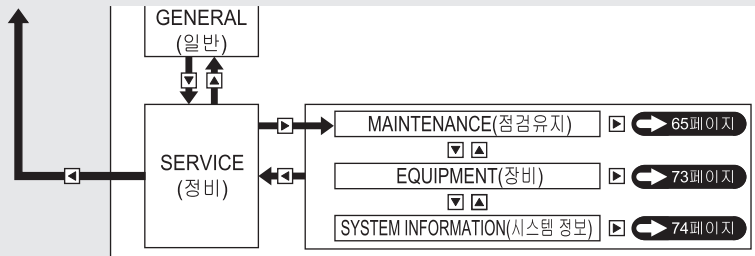 GENERAL
(일반)
SERVICE
(정비)
MAINTENANCE(점검유지)
65페이지
EQUIPMENT(장비)
73페이지
SYSTEM INFORMATION(시스템 정보)
74페이지